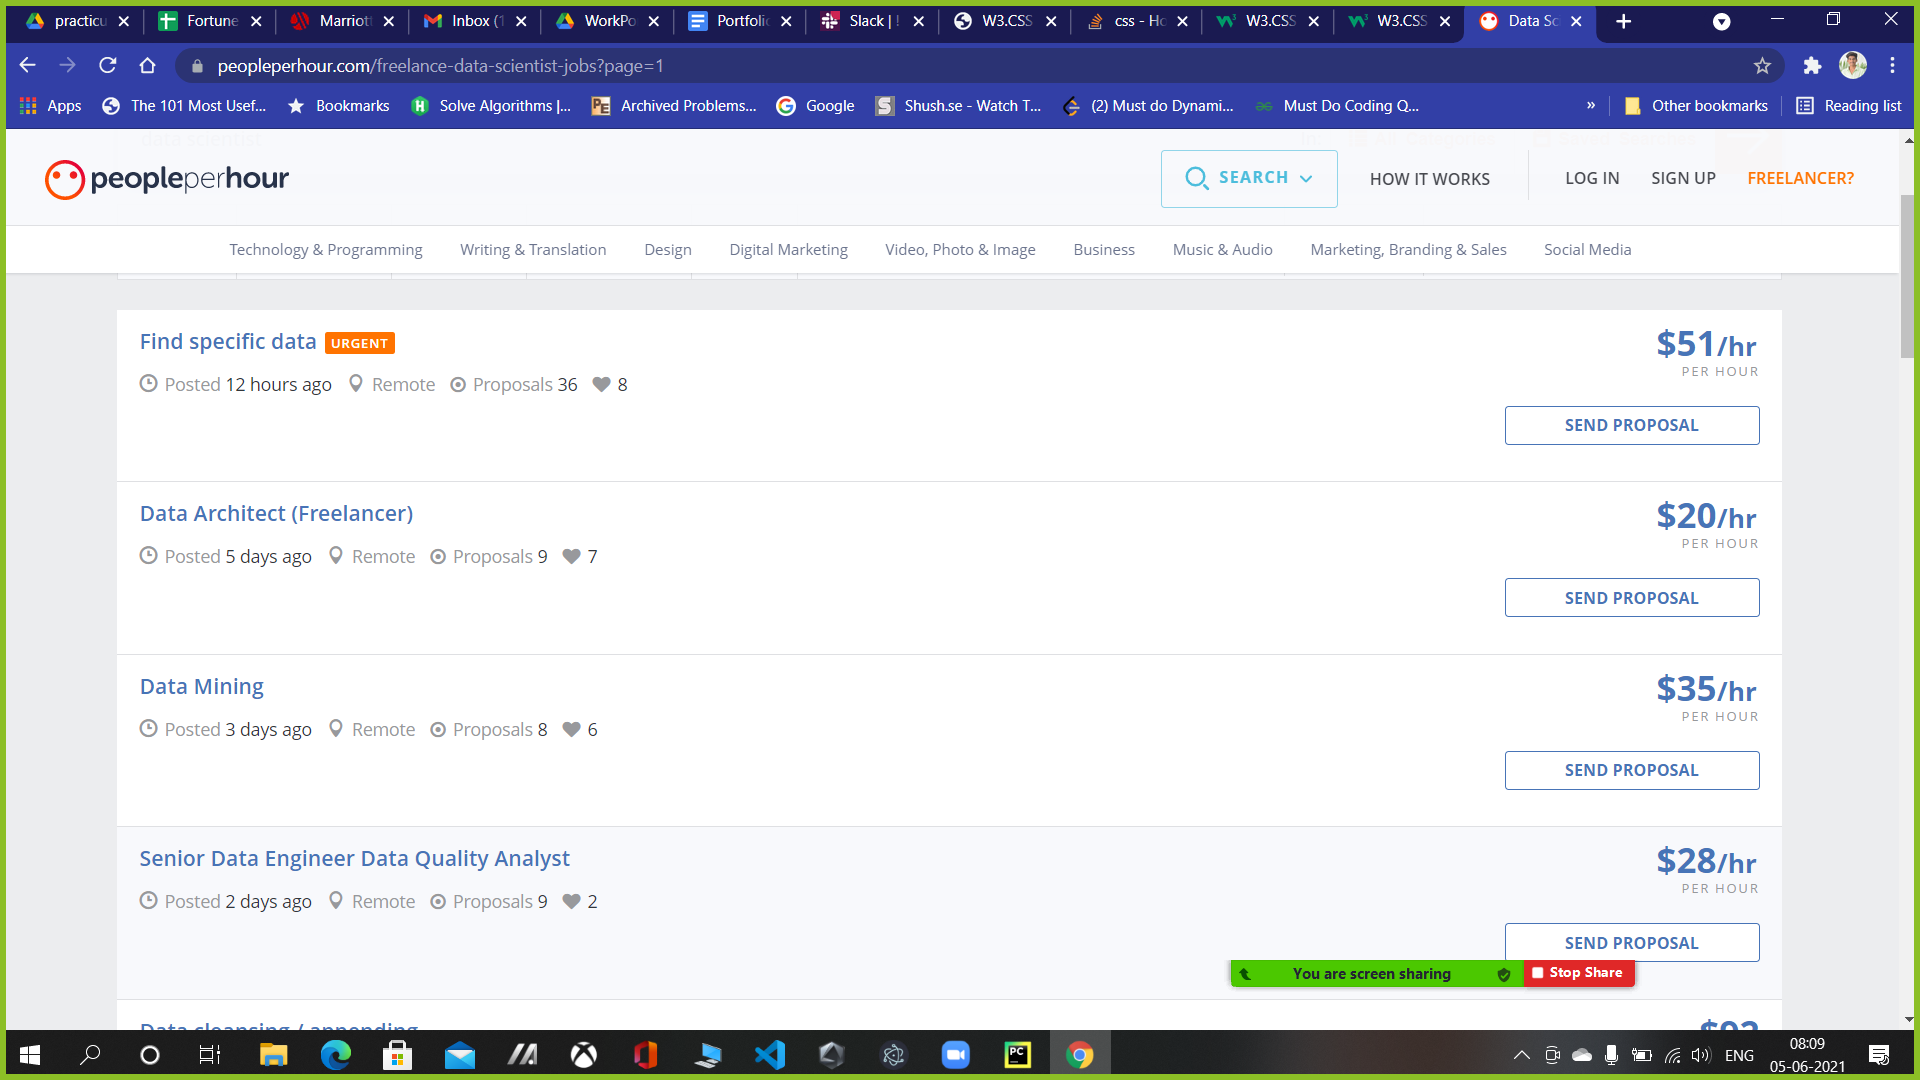 practicu
Fortune
Marriott
Inbox (1
WorkPo
Portfolio
Slack |
W3.CSS
css - Ho
W3.CSS
W3.CSS
Data Sc
peopleperhour.com/freelance-data-scientist-jobs?page=1
Apps
The 101 Most Usef...
Bookmarks
Solve Algorithms |...
Archived Problems...
Google
Shush.se - Watch T...
(2) Must do Dynami...
Must Do Coding Q...
»
Other bookmarks
Reading list
peopleperhour
SEARCH
HOW IT WORKS
LOG IN
SIGN UP
FREELANCER?
Technology & Programming
Writing & Translation
Design
Digital Marketing
Video, Photo & Image
Business
Music & Audio
Marketing, Branding & Sales
Social Media
Find specific data URGENT
$51/hr
PER HOUR
Posted 12 hours ago Remote Proposals 36 8
SEND PROPOSAL
Data Architect (Freelancer)
$20/hr
PER HOUR
Posted 5 days ago Remote Proposals 9 7
SEND PROPOSAL
Data Mining
$35/hr
PER HOUR
Posted 3 days ago Remote Proposals 8 6
SEND PROPOSAL
Senior Data Engineer Data Quality Analyst
$28/hr
PER HOUR
Posted 2 days ago Remote Proposals 9 2
SEND PROPOSAL
You are screen sharing
Stop Share
Data cleansing / appending
ENG
08:09
05-06-2021